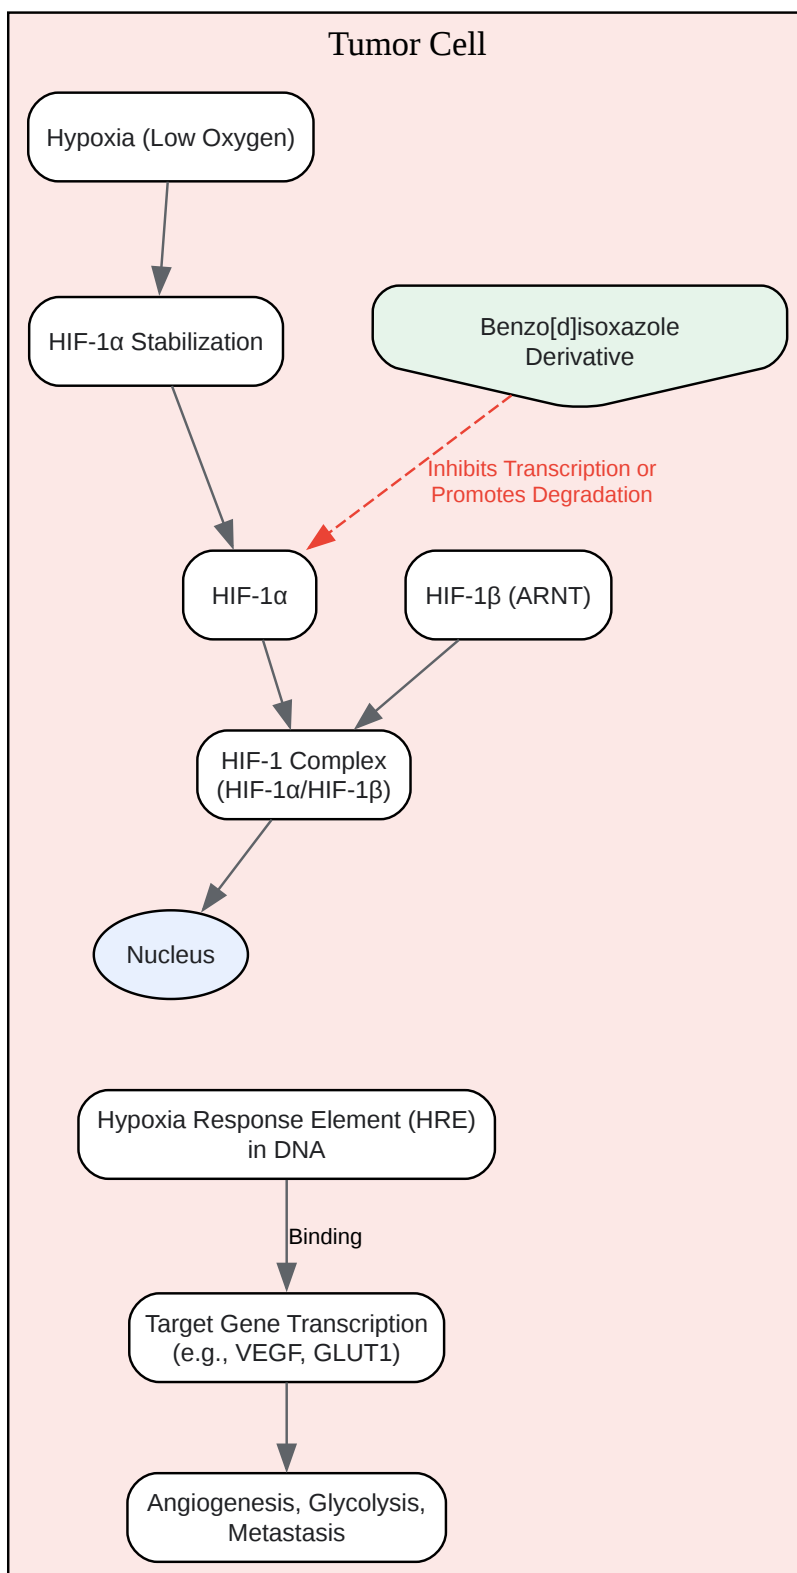 Tumor Cell
Hypoxia (Low Oxygen)
HIF-1α Stabilization
Benzo[d]isoxazole
Derivative
Inhibits Transcription or
Promotes Degradation
HIF-1α
HIF-1β (ARNT)
HIF-1 Complex
(HIF-1α/HIF-1β)
Nucleus
Hypoxia Response Element (HRE)
in DNA
Binding
Target Gene Transcription
(e.g., VEGF, GLUT1)
Angiogenesis, Glycolysis,
Metastasis